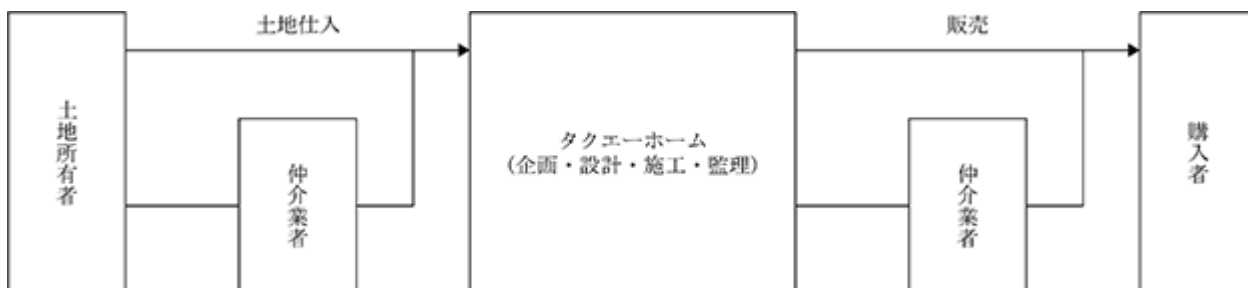 土地仕入
販売
土地所有者
仲介業者
タクエーホーム
(企画・設計・施工・監理)
仲介業者
購入者